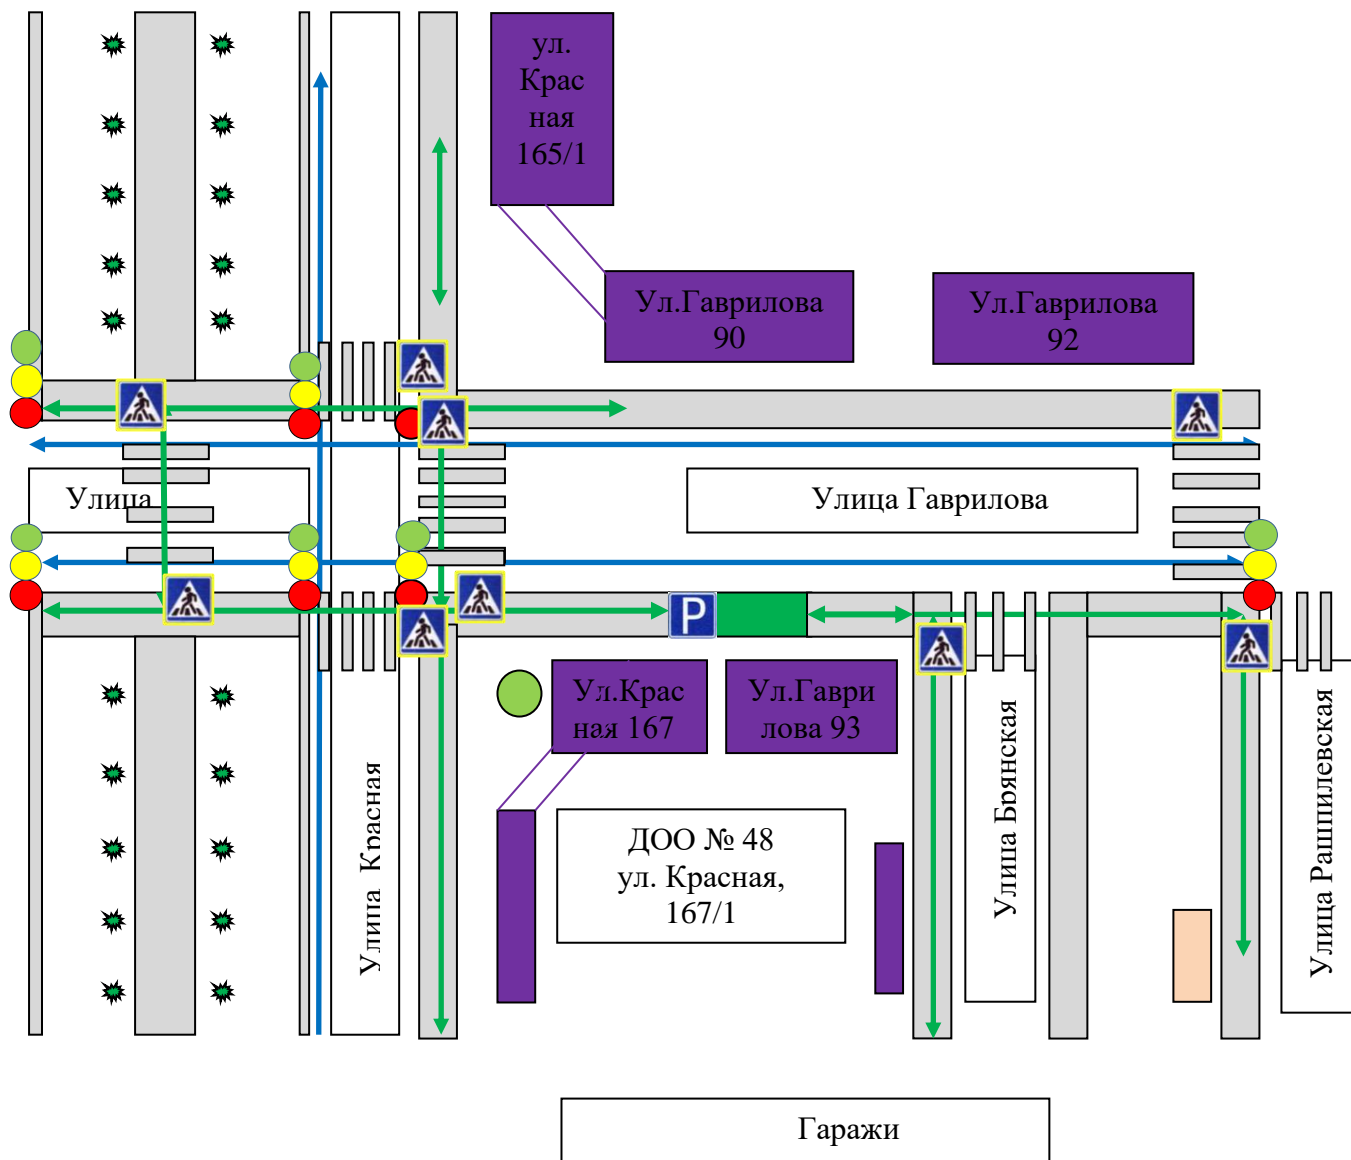 ул.
Крас
ная
165/1
Ул.Гаврилова
90
Ул.Гаврилова
92
Улица
Улица Гаврилова
P
Ул.Крас
ная 167
Ул.Гаври
лова 93
Улица Красная
ДОО № 48
ул. Красная,
167/1
Улица Брянская
Улица Рашпилевская
Гаражи